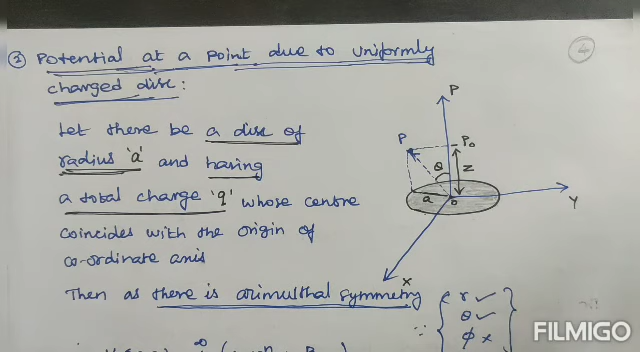 ① Potential at a point due to uniformly
charged disc:
Let there be a disc of
radius 'a' and having
a total charge 'q' whose centre
coincides with the origin of
co-ordinate axis
Then as there is azimuthal symmetry
∵ { r ✓
θ ✓
ϕ × }
④
P
P
P₀
θ
Z
a
O
Y
X
∞
FILMIGO